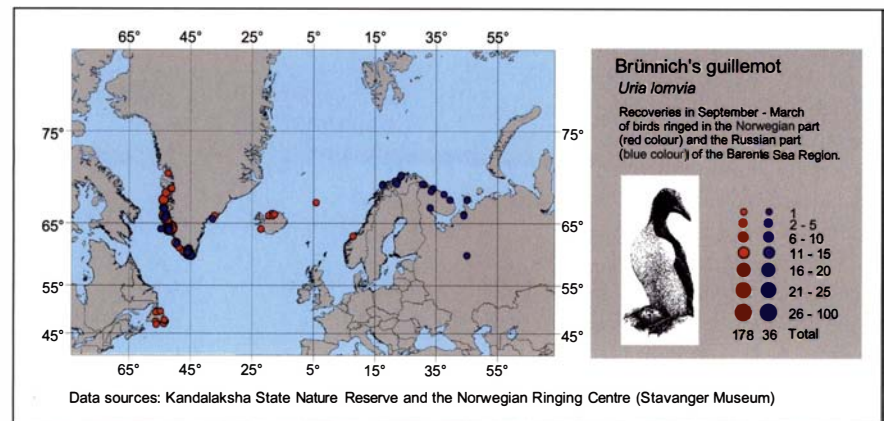 65° 45° 25° 5° 15° 35° 55°
Brünnich's guillemot
Uria lomvia
Recoveries in September - March
of birds ringed in the Norwegian part
(red colour) and the Russian part
(blue colour) of the Barents Sea Region.
75° 75°
65° 65°
55° 55°
45° 45°
1
2 - 5
6 - 10
11 - 15
16 - 20
21 - 25
26 - 100
178 36 Total
65° 45° 25° 5° 5° 15° 35° 55°
Data sources: Kandalaksha State Nature Reserve and the Norwegian Ringing Centre (Stavanger Museum)